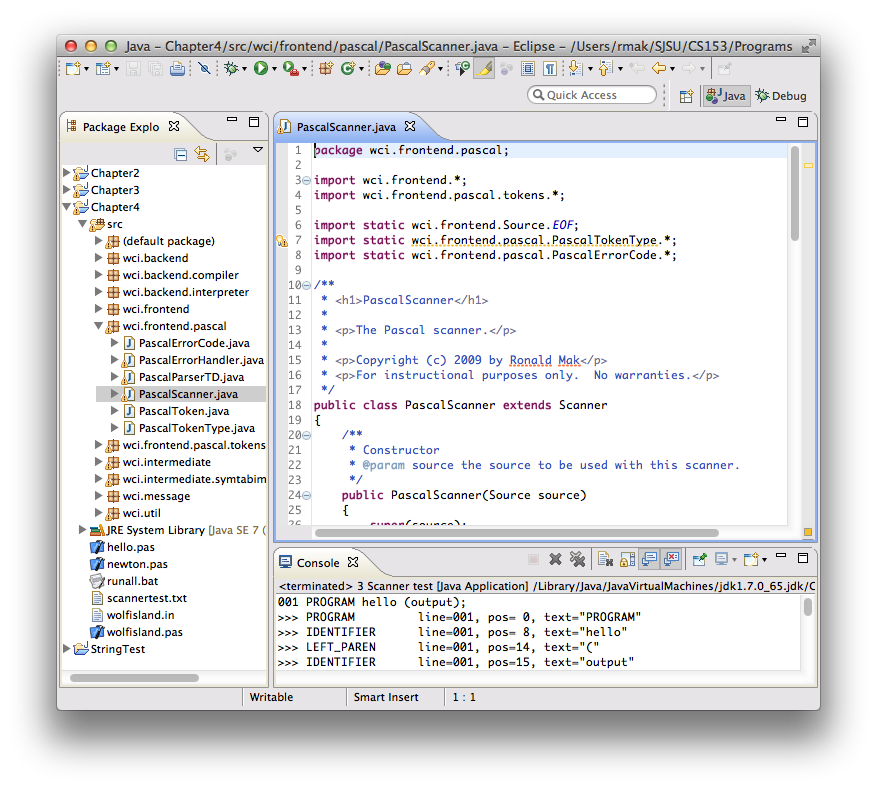 Java - Chapter4/src/wci/frontend/pascal/PascalScanner.java - Eclipse - /Users/rmak/SJSU/CS153/Programs
Quick Access
Java
Debug
Package Explo
Chapter2
Chapter3
Chapter4
src
(default package)
wci.backend
wci.backend.compiler
wci.backend.interpreter
wci.frontend
wci.frontend.pascal
PascalErrorCode.java
PascalErrorHandler.java
PascalParserTD.java
PascalScanner.java
PascalToken.java
PascalTokenType.java
wci.frontend.pascal.tokens
wci.intermediate
wci.intermediate.symtabim
wci.message
wci.util
JRE System Library [Java SE 7 (
hello.pas
newton.pas
runall.bat
scannertest.txt
wolfisland.in
wolfisland.pas
StringTest
PascalScanner.java
1 package wci.frontend.pascal;
2
3 import wci.frontend.*;
4 import wci.frontend.pascal.tokens.*;
5
6 import static wci.frontend.Source.EOF;
7 import static wci.frontend.pascal.PascalTokenType.*;
8 import static wci.frontend.pascal.PascalErrorCode.*;
9
10 /**
11 * <h1>PascalScanner</h1>
12 *
13 * <p>The Pascal scanner.</p>
14 *
15 * <p>Copyright (c) 2009 by Ronald Mak</p>
16 * <p>For instructional purposes only.  No warranties.</p>
17 */
18 public class PascalScanner extends Scanner
19 {
20 /**
21 * Constructor
22 * @param source the source to be used with this scanner.
23 */
24 public PascalScanner(Source source)
25 {
26 super(source);
Console
<terminated> 3 Scanner test [Java Application] /Library/Java/JavaVirtualMachines/jdk1.7.0_65.jdk/C
001 PROGRAM hello (output);
>>> PROGRAM line=001, pos= 0, text="PROGRAM"
>>> IDENTIFIER line=001, pos= 8, text="hello"
>>> LEFT_PAREN line=001, pos=14, text="("
>>> IDENTIFIER line=001, pos=15, text="output"
Writable
Smart Insert
1 : 1